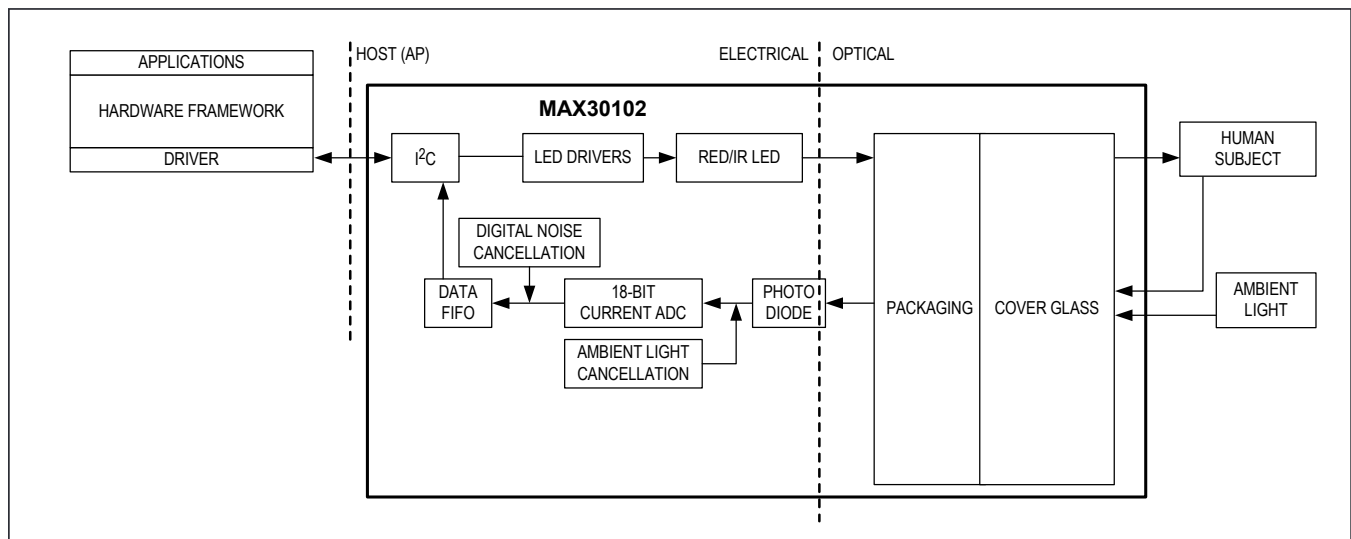 APPLICATIONS
HARDWARE FRAMEWORK
DRIVER
HOST (AP)
ELECTRICAL
OPTICAL
MAX30102
I²C
LED DRIVERS
RED/IR LED
HUMAN
SUBJECT
DIGITAL NOISE
CANCELLATION
DATA
FIFO
18-BIT
CURRENT ADC
PHOTO
DIODE
PACKAGING
COVER GLASS
AMBIENT
LIGHT
AMBIENT LIGHT
CANCELLATION